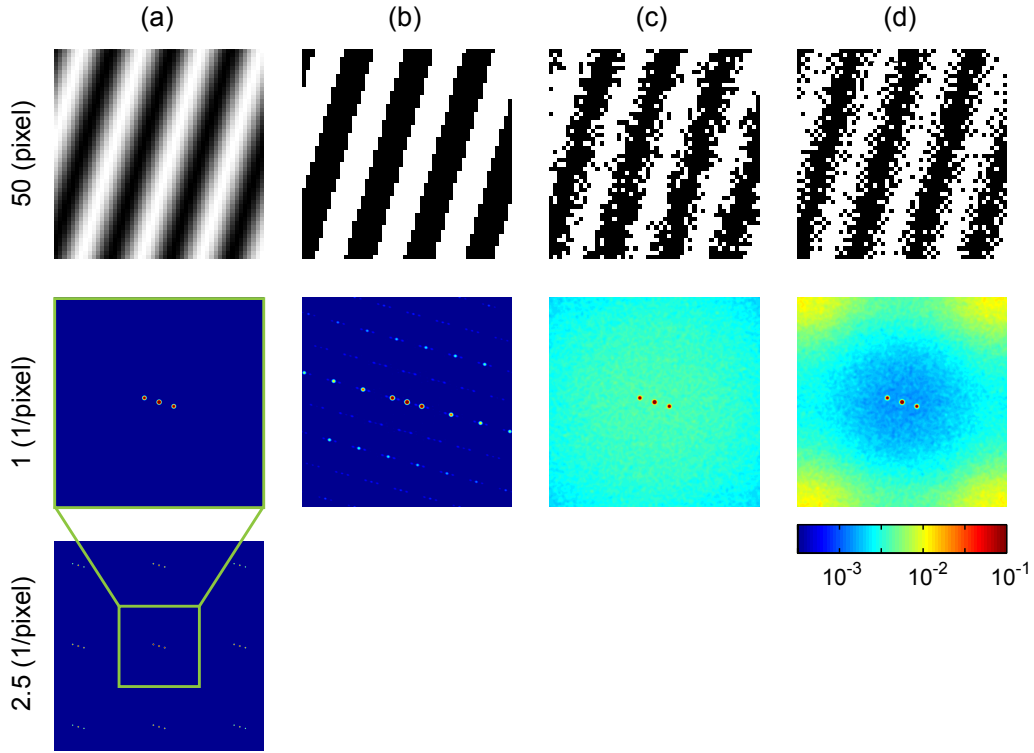 (a) (b) (c) (d)
50 (pixel)
1 (1/pixel)
10⁻³ 10⁻² 10⁻¹
2.5 (1/pixel)